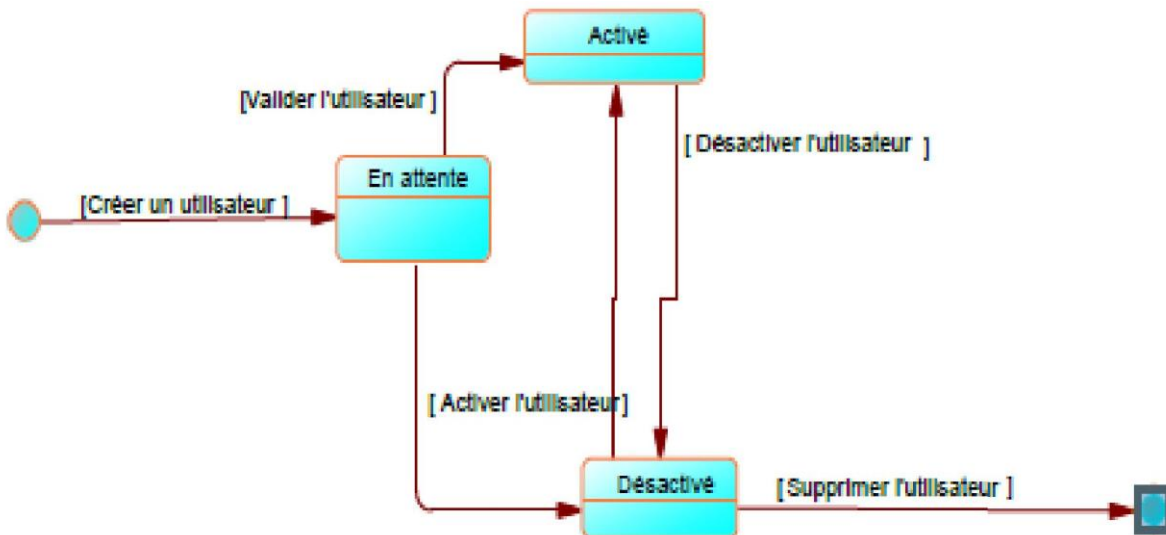 Activé
[Valider l'utilisateur ]
[ Désactiver l'utilisateur ]
En attente
[Créer un utilisateur ]
[ Activer l'utilisateur]
Désactivé
[Supprimer l'utilisateur ]